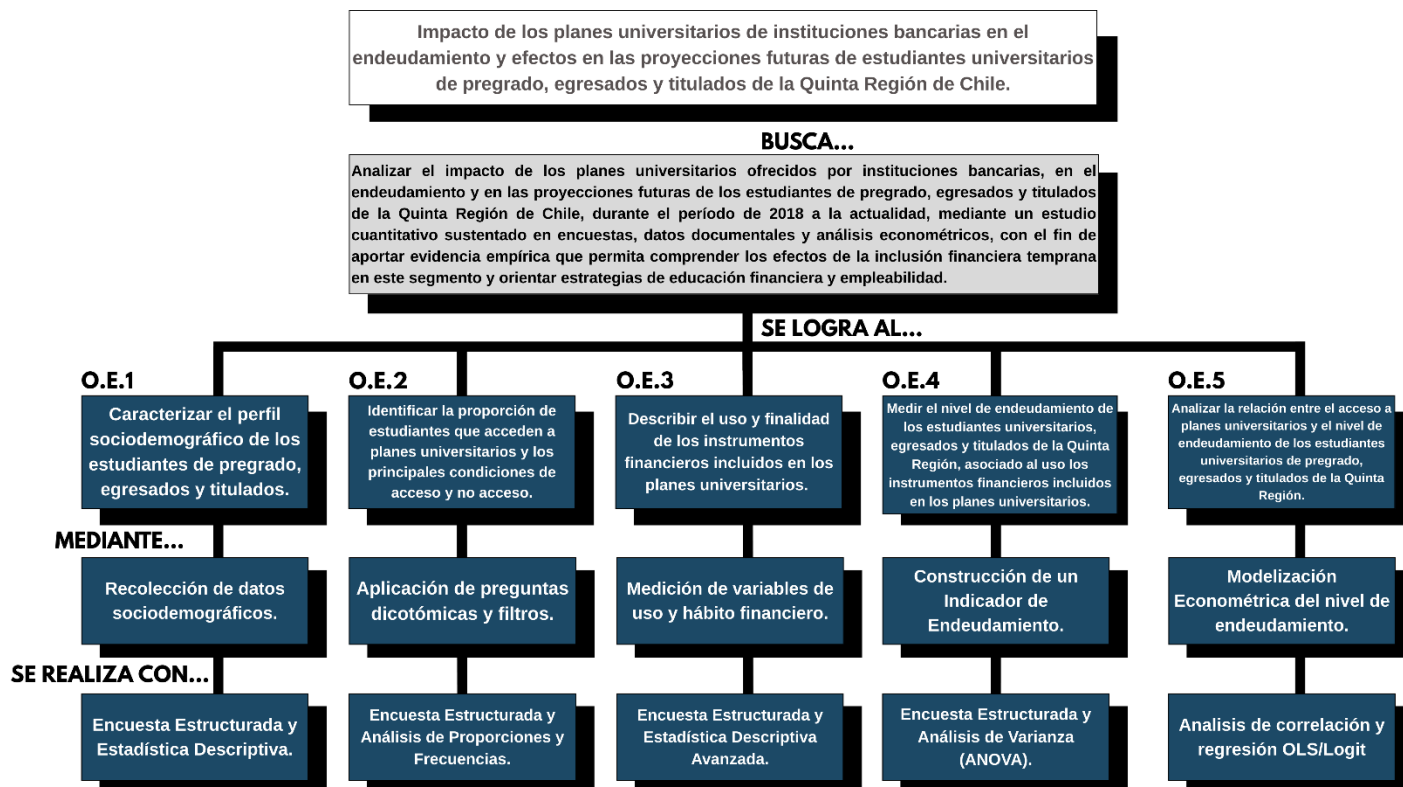 Impacto de los planes universitarios de instituciones bancarias en el
endeudamiento y efectos en las proyecciones futuras de estudiantes universitarios
de pregrado, egresados y titulados de la Quinta Región de Chile.
BUSCA...
Analizar el impacto de los planes universitarios ofrecidos por instituciones bancarias, en el
endeudamiento y en las proyecciones futuras de los estudiantes de pregrado, egresados y titulados
de la Quinta Región de Chile, durante el período de 2018 a la actualidad, mediante un estudio
cuantitativo sustentado en encuestas, datos documentales y análisis econométricos, con el fin de
aportar evidencia empírica que permita comprender los efectos de la inclusión financiera temprana
en este segmento y orientar estrategias de educación financiera y empleabilidad.
SE LOGRA AL...
O.E.1
Caracterizar el perfil
sociodemográfico de los
estudiantes de pregrado,
egresados y titulados.
O.E.2
Identificar la proporción de
estudiantes que acceden a
planes universitarios y los
principales condiciones de
acceso y no acceso.
O.E.3
Describir el uso y finalidad
de los instrumentos
financieros incluidos en los
planes universitarios.
O.E.4
Medir el nivel de endeudamiento de
los estudiantes universitarios,
egresados y titulados de la Quinta
Región, asociado al uso los
instrumentos financieros incluidos
en los planes universitarios.
O.E.5
Analizar la relación entre el acceso a
planes universitarios y el nivel de
endeudamiento de los estudiantes
universitarios de pregrado,
egresados y titulados de la Quinta
Región.
MEDIANTE...
Recolección de datos
sociodemográficos.
Aplicación de preguntas
dicotómicas y filtros.
Medición de variables de
uso y hábito financiero.
Construcción de un
Indicador de
Endeudamiento.
Modelización
Econométrica del nivel de
endeudamiento.
SE REALIZA CON...
Encuesta Estructurada y
Estadística Descriptiva.
Encuesta Estructurada y
Análisis de Proporciones y
Frecuencias.
Encuesta Estructurada y
Estadística Descriptiva
Avanzada.
Encuesta Estructurada y
Análisis de Varianza
(ANOVA).
Analisis de correlación y
regresión OLS/Logit